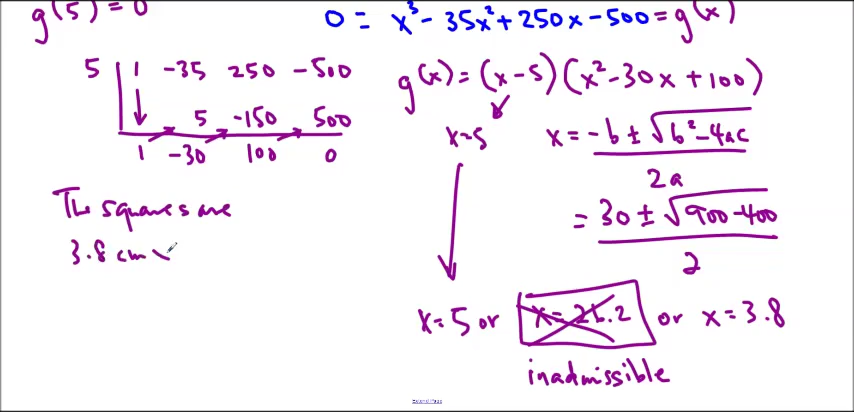 g(5) = 0
0 = x³ - 35x² + 250x - 500 = g(x)
5 1 -35 250 -500
5 -150 500
1 -30 100 0
g(x) = (x-5)(x² - 30x + 100)
x=5
x = -b ± √b² - 4ac
2a
= 30 ± √900-400
2
The squares are
3.8 cm
x = 5 or x = 26.2 or x = 3.8
inadmissible